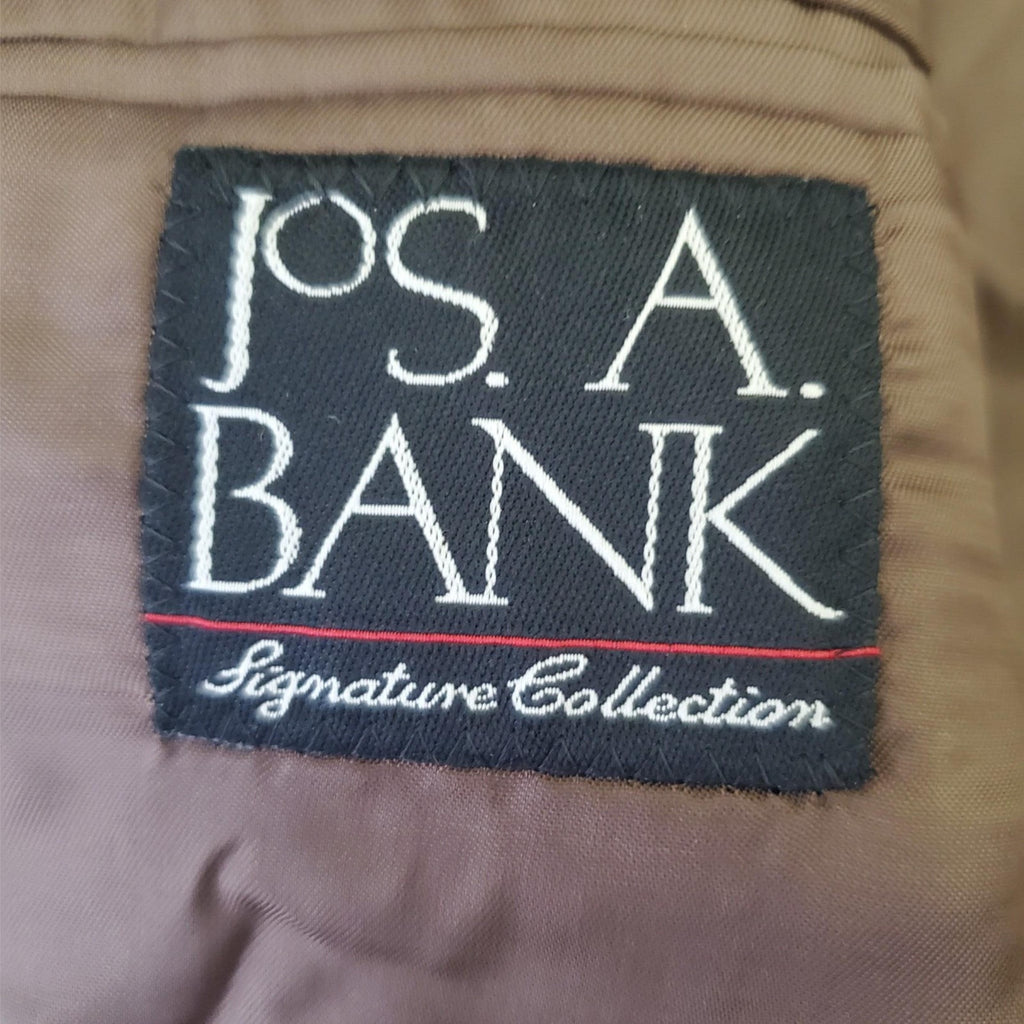 JOS. A.
BANK
Signature Collection